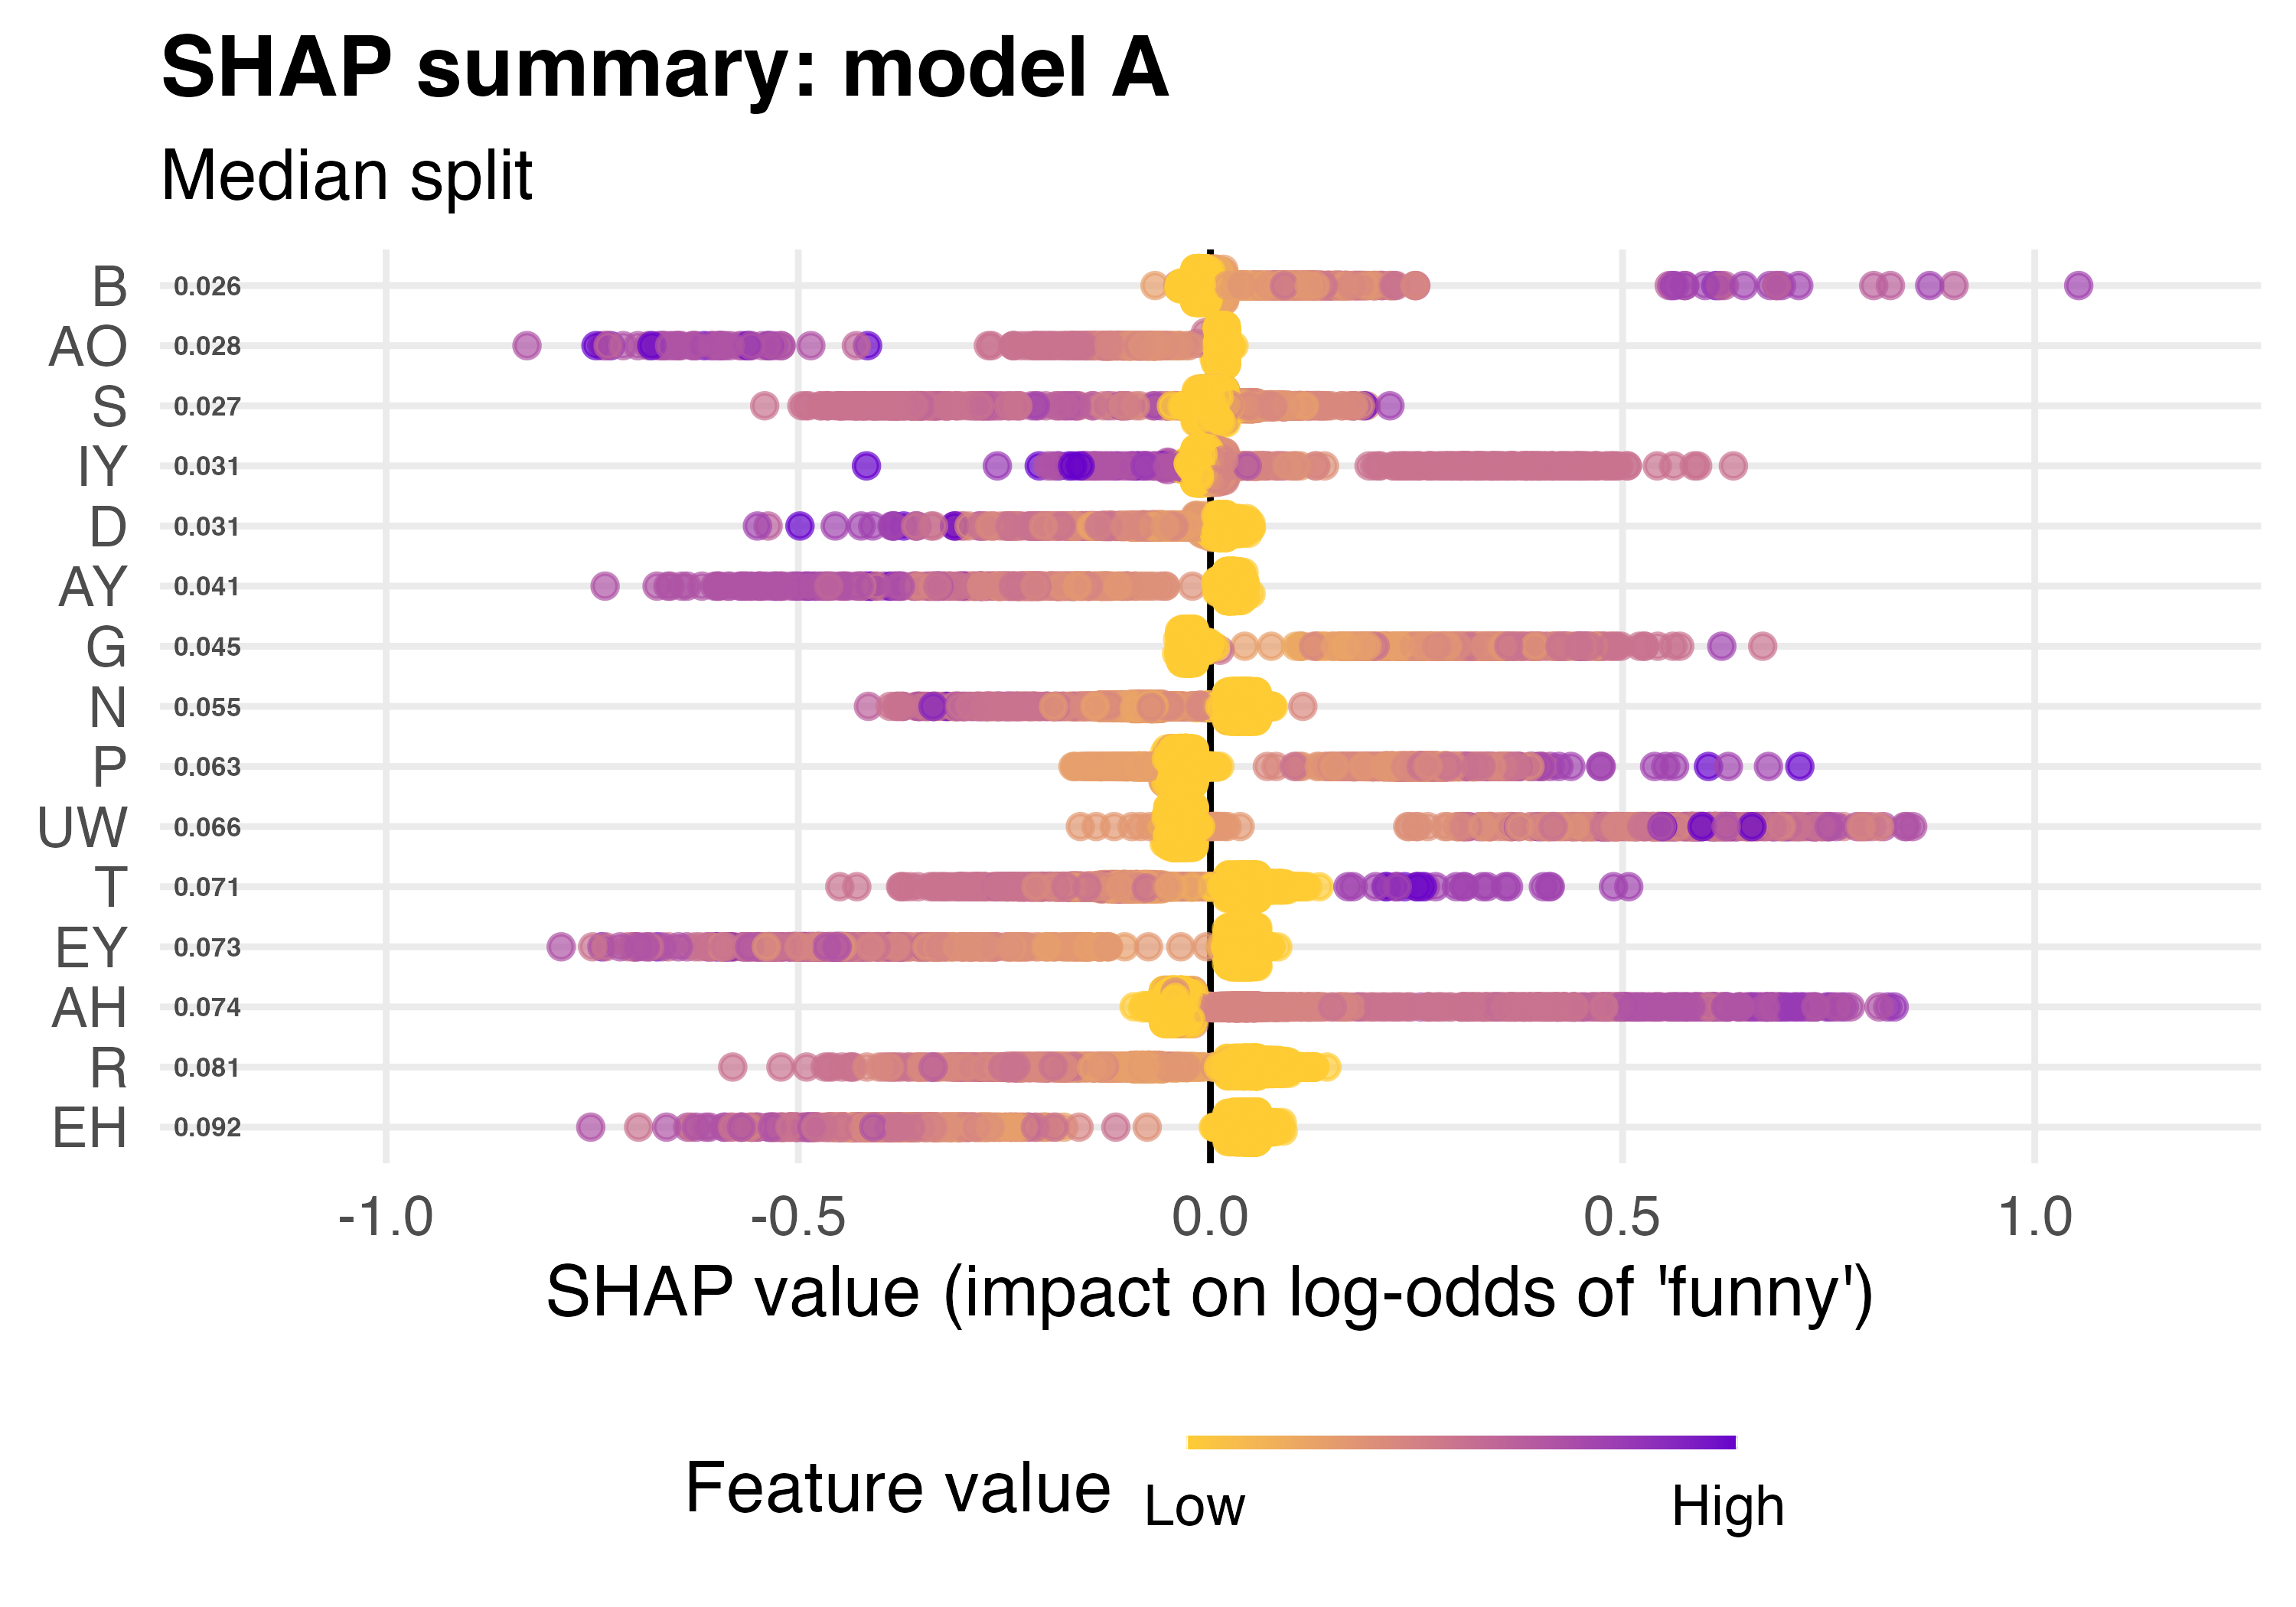 SHAP summary: model A
Median split
B 0.026
AO 0.028
S 0.027
IY 0.031
D 0.031
AY 0.041
G 0.045
N 0.055
P 0.063
UW 0.066
T 0.071
EY 0.073
AH 0.074
R 0.081
EH 0.092
-1.0 -0.5 0.0 0.5 1.0
SHAP value (impact on log-odds of 'funny')
Feature value
Low High